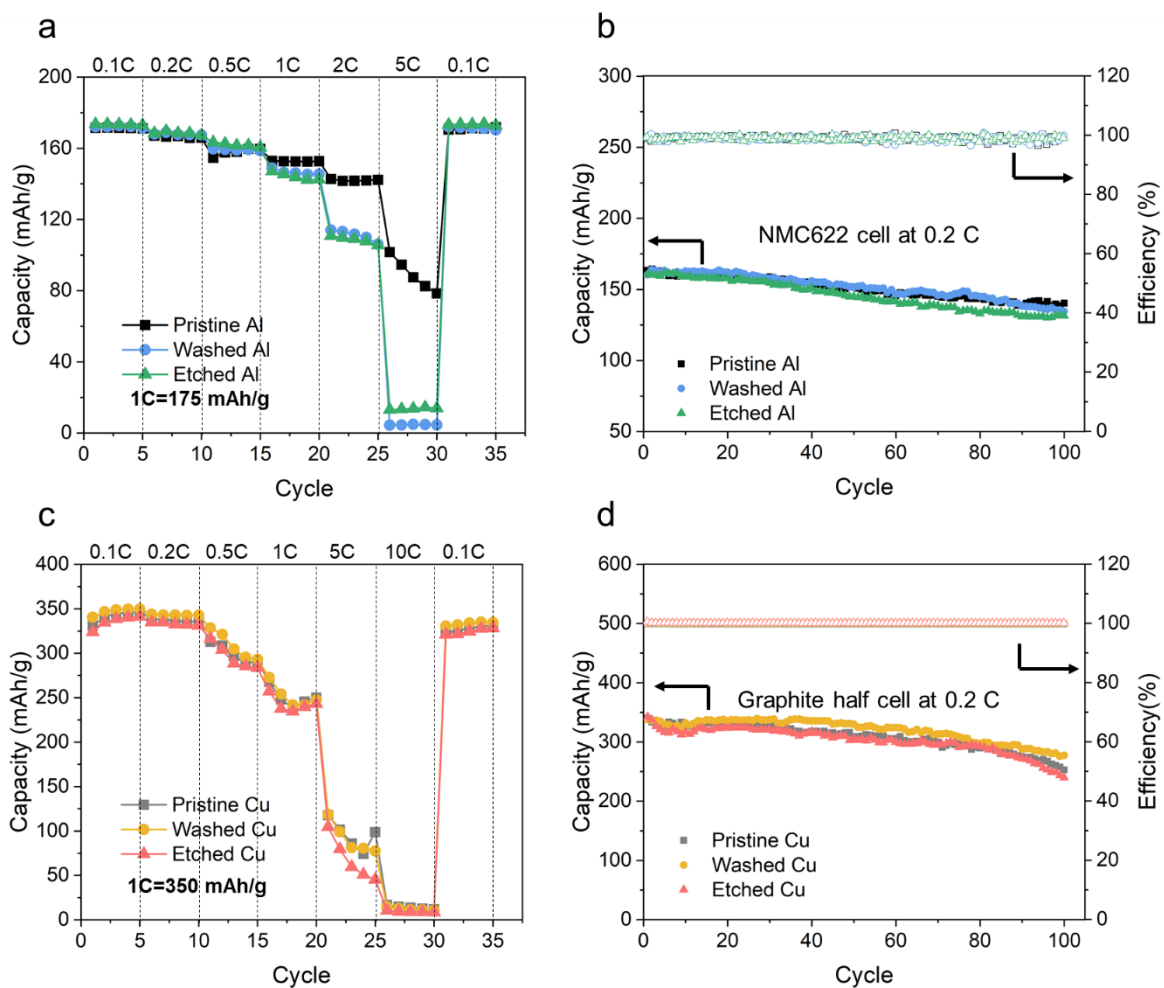 a
0.1C 0.2C 0.5C 1C 2C 5C 0.1C
200
160
120
80
40
0
Capacity (mAh/g)
Pristine Al
Washed Al
Etched Al
1C=175 mAh/g
0 5 10 15 20 25 30 35
Cycle
b
300
250
200
150
100
50
Capacity (mAh/g)
NMC622 cell at 0.2 C
Pristine Al
Washed Al
Etched Al
120
100
80
60
40
20
0
Efficiency (%)
0 20 40 60 80 100
Cycle
c
0.1C 0.2C 0.5C 1C 5C 10C 0.1C
400
350
300
250
200
150
100
50
0
Capacity (mAh/g)
Pristine Cu
Washed Cu
Etched Cu
1C=350 mAh/g
0 5 10 15 20 25 30 35
Cycle
d
600
500
400
300
200
100
0
Capacity (mAh/g)
Graphite half cell at 0.2 C
Pristine Cu
Washed Cu
Etched Cu
120
100
80
60
40
20
0
Efficiency(%)
0 20 40 60 80 100
Cycle